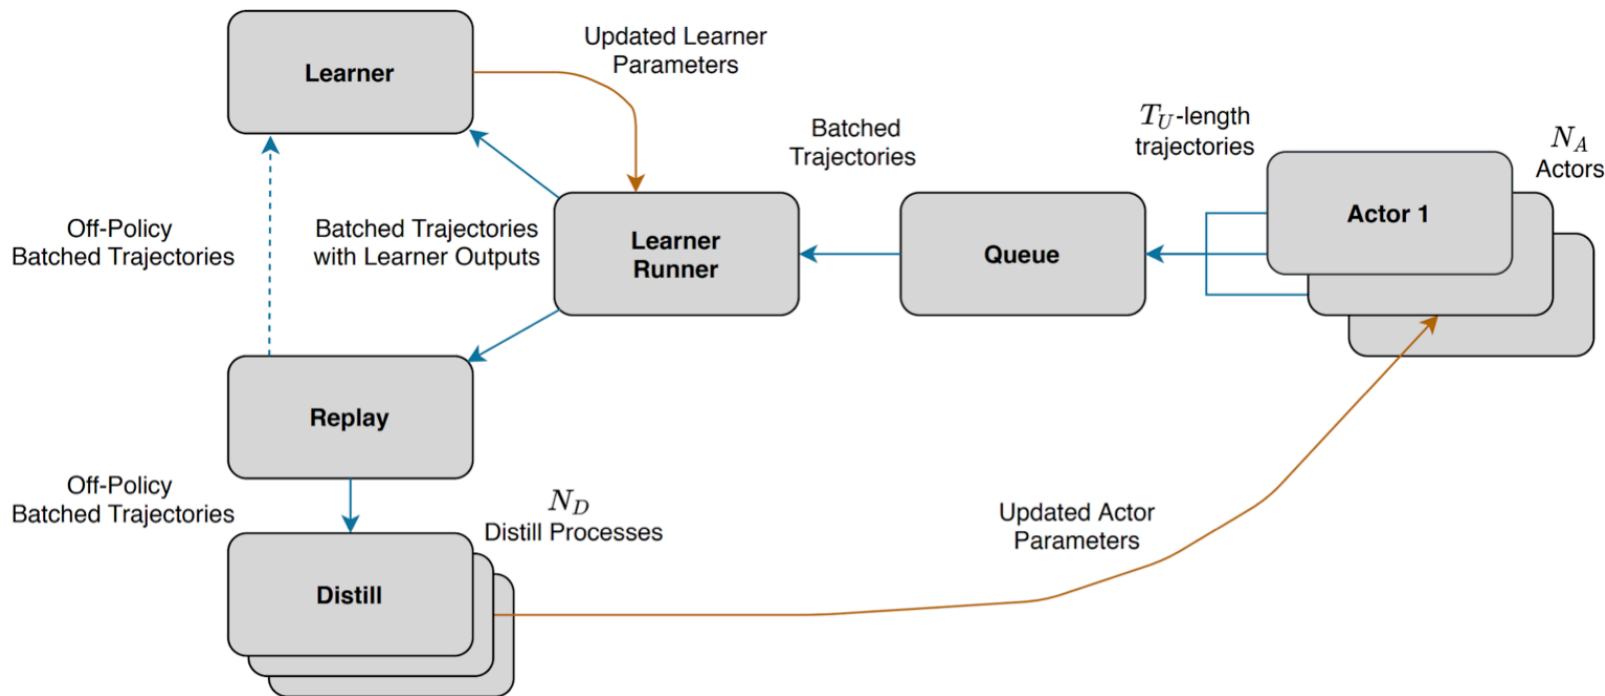 Learner
Updated Learner
Parameters
Off-Policy
Batched Trajectories
Batched Trajectories
with Learner Outputs
Learner
Runner
Batched
Trajectories
Queue
$T_U$-length
trajectories
Actor 1
$N_A$
Actors
Replay
Off-Policy
Batched Trajectories
$N_D$
Distill Processes
Distill
Updated Actor
Parameters